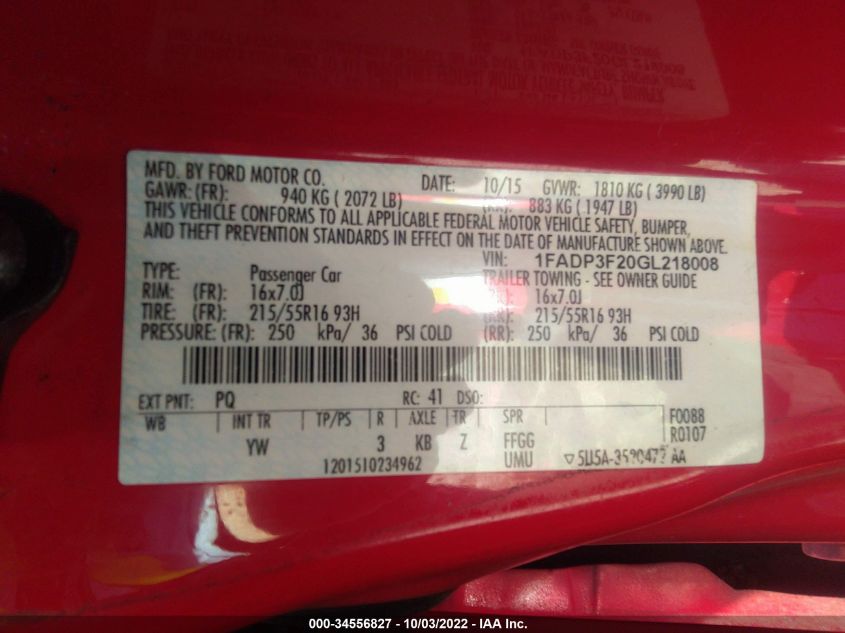 MFD. BY FORD MOTOR CO. DATE: 10/15 GVWR: 1810 KG ( 3990 LB)
GAWR: (FR): 940 KG ( 2072 LB) (RR): 883 KG ( 1947 LB)
THIS VEHICLE CONFORMS TO ALL APPLICABLE FEDERAL MOTOR VEHICLE SAFETY, BUMPER,
AND THEFT PREVENTION STANDARDS IN EFFECT ON THE DATE OF MANUFACTURE SHOWN ABOVE.
VIN: 1FADP3F20GL218008
TYPE: Passenger Car TRAILER TOWING - SEE OWNER GUIDE
RIM: (FR): 16x7.0J (RR): 16x7.0J
TIRE: (FR): 215/55R16 93H (RR): 215/55R16 93H
PRESSURE: (FR): 250 kPa/ 36 PSI COLD (RR): 250 kPa/ 36 PSI COLD
EXT PNT: PQ RC: 41 DSO:
WB INT TR TP/PS R AXLE TR SPR F0088
YW 3 KB Z FFGG R0107
1201510234962 UMU AA
000-34556827 - 10/03/2022 - IAA Inc.